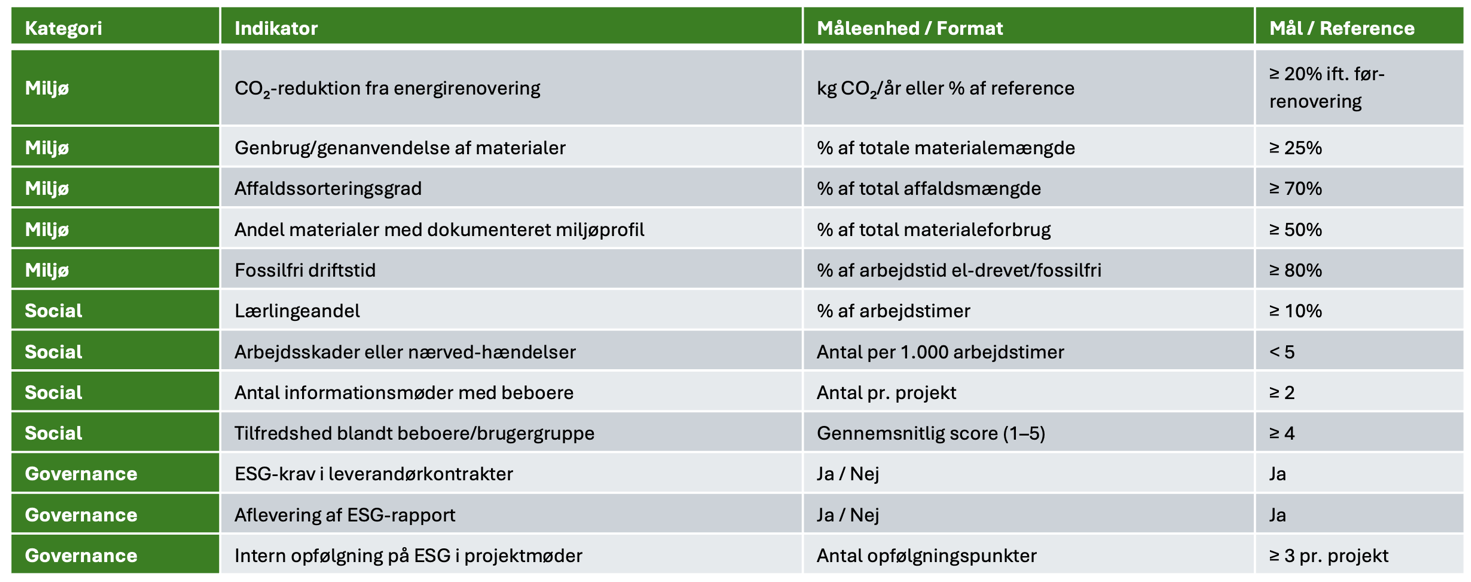 Kategori Indikator Måleenhed / Format Mål / Reference
Miljø CO₂-reduktion fra energirenovering kg CO₂/år eller % af reference ≥ 20% ift. før-
renovering
Miljø Genbrug/genanvendelse af materialer % af totale materialemængde ≥ 25%
Miljø Affaldssorteringsgrad % af total affaldsmængde ≥ 70%
Miljø Andel materialer med dokumenteret miljøprofil % af total materialeforbrug ≥ 50%
Miljø Fossilfri driftstid % af arbejdstid el-drevet/fossilfri ≥ 80%
Social Lærlingeandel % af arbejdstimer ≥ 10%
Social Arbejdsskader eller nærved-hændelser Antal per 1.000 arbejdstimer < 5
Social Antal informationsmøder med beboere Antal pr. projekt ≥ 2
Social Tilfredshed blandt beboere/brugergruppe Gennemsnitlig score (1–5) ≥ 4
Governance ESG-krav i leverandørkontrakter Ja / Nej Ja
Governance Aflevering af ESG-rapport Ja / Nej Ja
Governance Intern opfølgning på ESG i projektmøder Antal opfølgningspunkter ≥ 3 pr. projekt